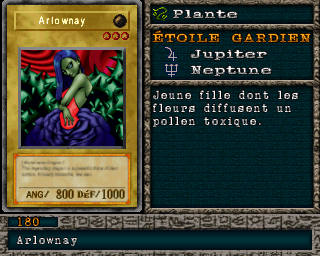 Arlownay
ANG/ 800 DÉF/1000
Plante
ÉTOILE GARDIEN
Jupiter
Neptune
Jeune fille dont les
fleurs diffusent un
pollen toxique.
180
Arlownay